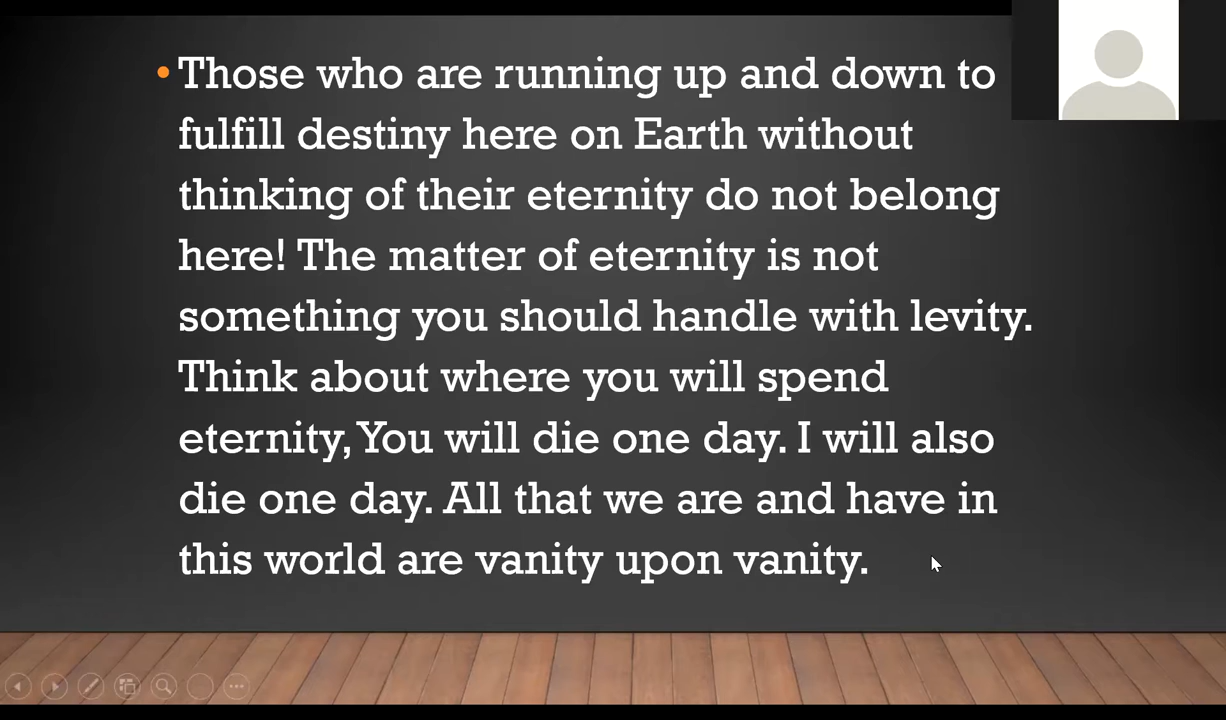 • Those who are running up and down to
fulfill destiny here on Earth without
thinking of their eternity do not belong
here! The matter of eternity is not
something you should handle with levity.
Think about where you will spend
eternity, You will die one day. I will also
die one day. All that we are and have in
this world are vanity upon vanity.